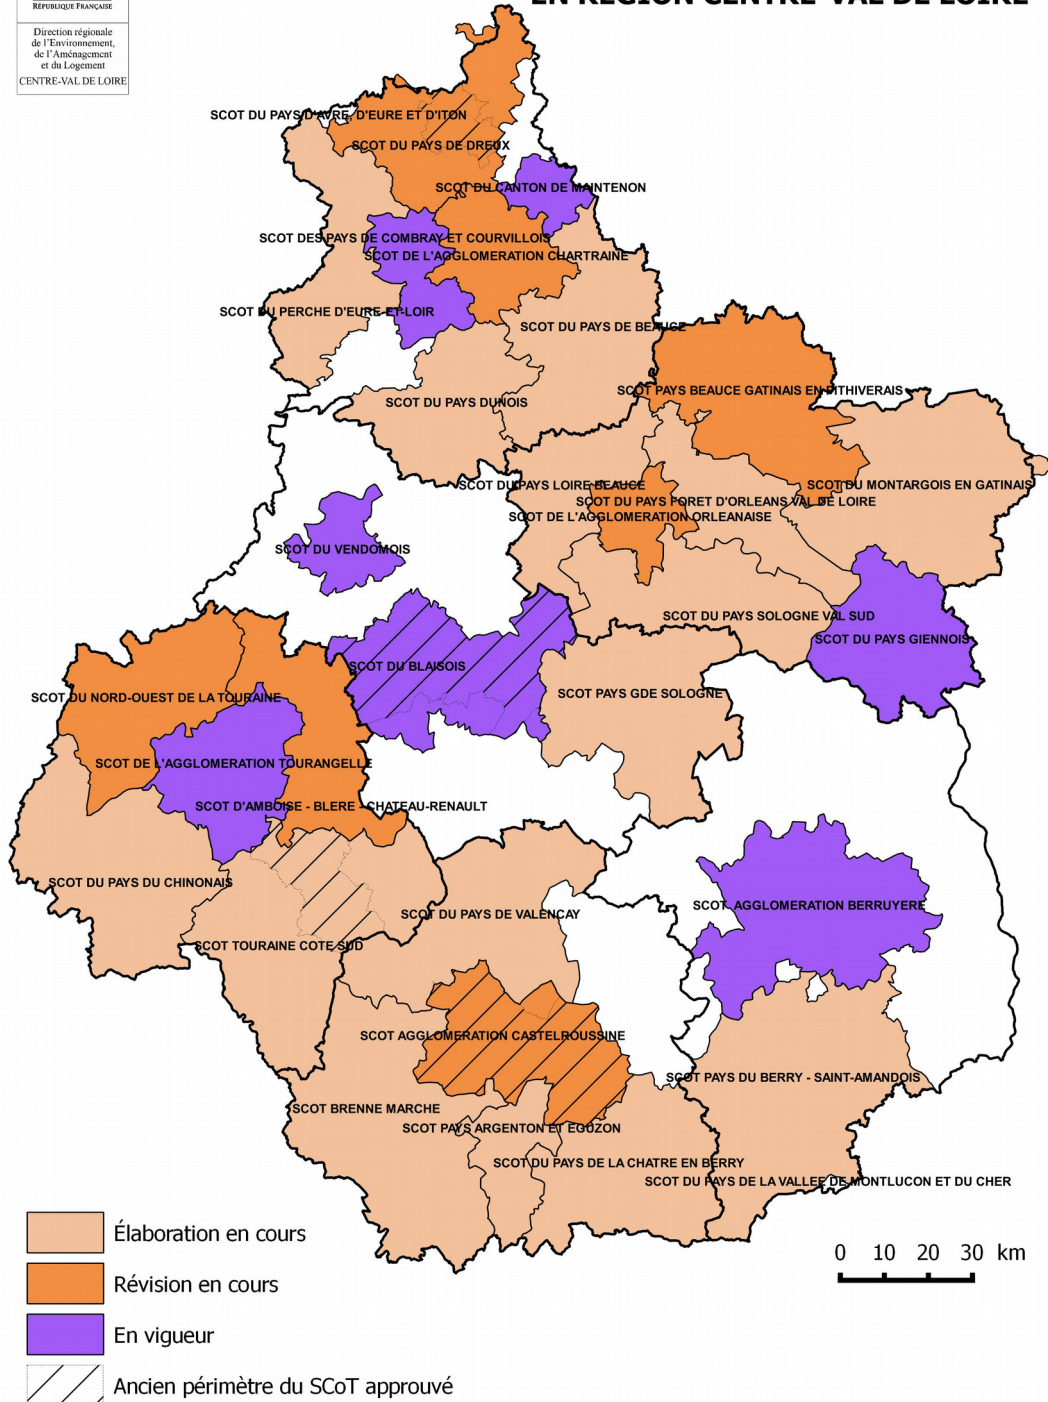 EN RÉGION CENTRE-VAL DE LOIRE
RÉPUBLIQUE FRANÇAISE
Direction régionale
de l'Environnement,
de l'Aménagement
et du Logement
CENTRE-VAL DE LOIRE
SCOT DU PAYS D'AVRE, D'EURE ET D'ITON
SCOT DU PAYS DE DREUX
SCOT DU CANTON DE MAINTENON
SCOT DES PAYS DE COMBRAY ET COURVILLOIS
SCOT DE L'AGGLOMERATION CHARTRAINE
SCOT DU PERCHE D'EURE-ET-LOIR
SCOT DU PAYS DE BEAUCE
SCOT PAYS BEAUCE GATINAIS EN PITHIVERAIS
SCOT DU PAYS DUNOIS
SCOT DU PAYS LOIRE BEAUCE
SCOT DU MONTARGOIS EN GATINAIS
SCOT DU PAYS FORET D'ORLEANS VAL DE LOIRE
SCOT DE L'AGGLOMERATION ORLEANAISE
SCOT DU VENDOMOIS
SCOT DU PAYS SOLOGNE VAL SUD
SCOT DU PAYS GIENNOIS
SCOT DU BLAISOIS
SCOT PAYS GDE SOLOGNE
SCOT DU NORD-OUEST DE LA TOURAINE
SCOT DE L'AGGLOMERATION TOURANGELLE
SCOT D'AMBOISE - BLERE - CHATEAU-RENAULT
SCOT DU PAYS DU CHINONAIS
SCOT AGGLOMERATION BERRUYERE
SCOT DU PAYS DE VALENCAY
SCOT TOURAINE COTE SUD
SCOT AGGLOMERATION CASTELROUSSINE
SCOT PAYS DU BERRY - SAINT-AMANDOIS
SCOT BRENNE MARCHE
SCOT PAYS ARGENTON ET EGUZON
SCOT DU PAYS DE LA CHATRE EN BERRY
SCOT DU PAYS DE LA VALLEE DE MONTLUCON ET DU CHER
Élaboration en cours
Révision en cours
En vigueur
Ancien périmètre du SCoT approuvé
0 10 20 30 km